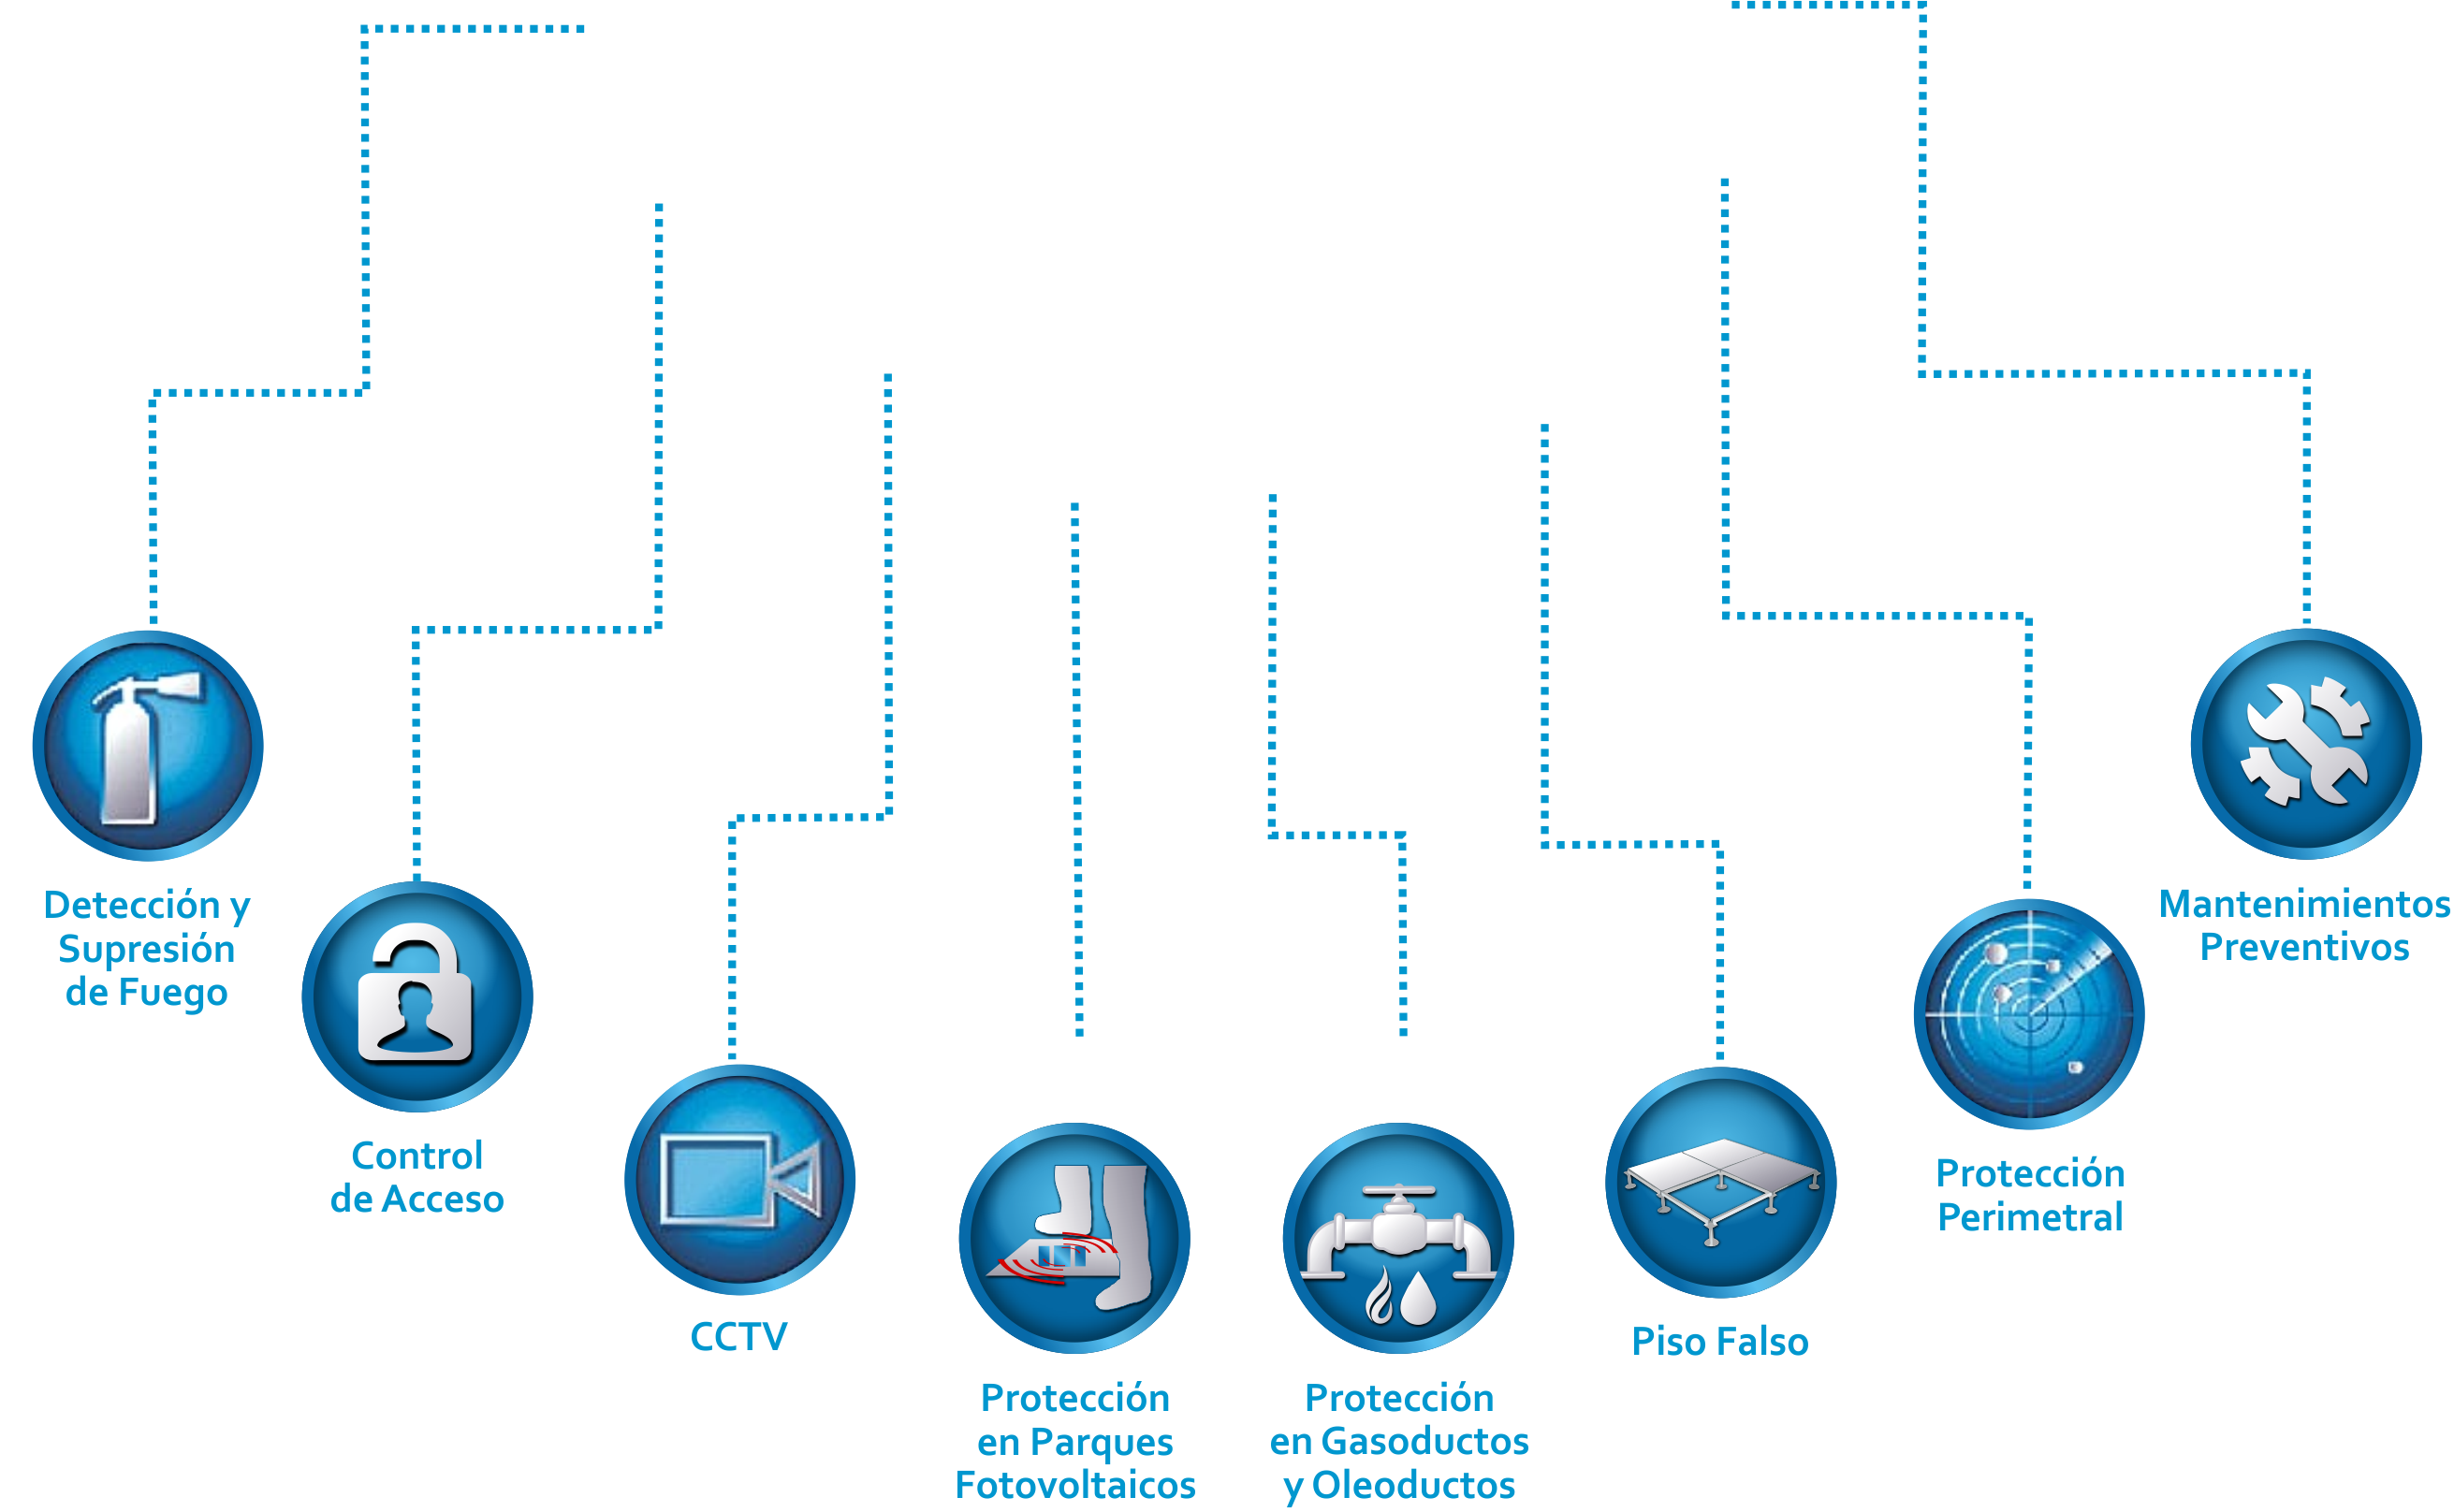 Detección y
Supresión
de Fuego
Control
de Acceso
CCTV
Protección
en Parques
Fotovoltaicos
Protección
en Gasoductos
y Oleoductos
Piso Falso
Protección
Perimetral
Mantenimientos
Preventivos